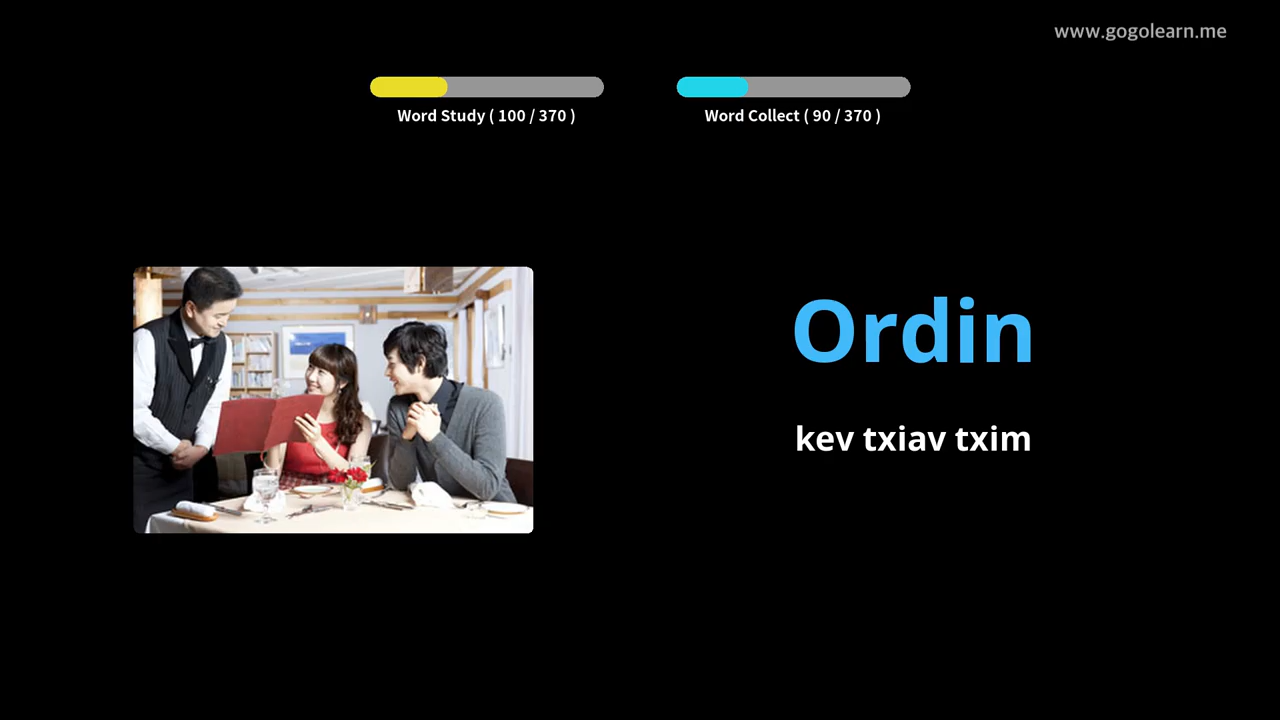 www.gogolearn.me
Word Study ( 100 / 370 )
Word Collect ( 90 / 370 )
Ordin
kev txiav txim